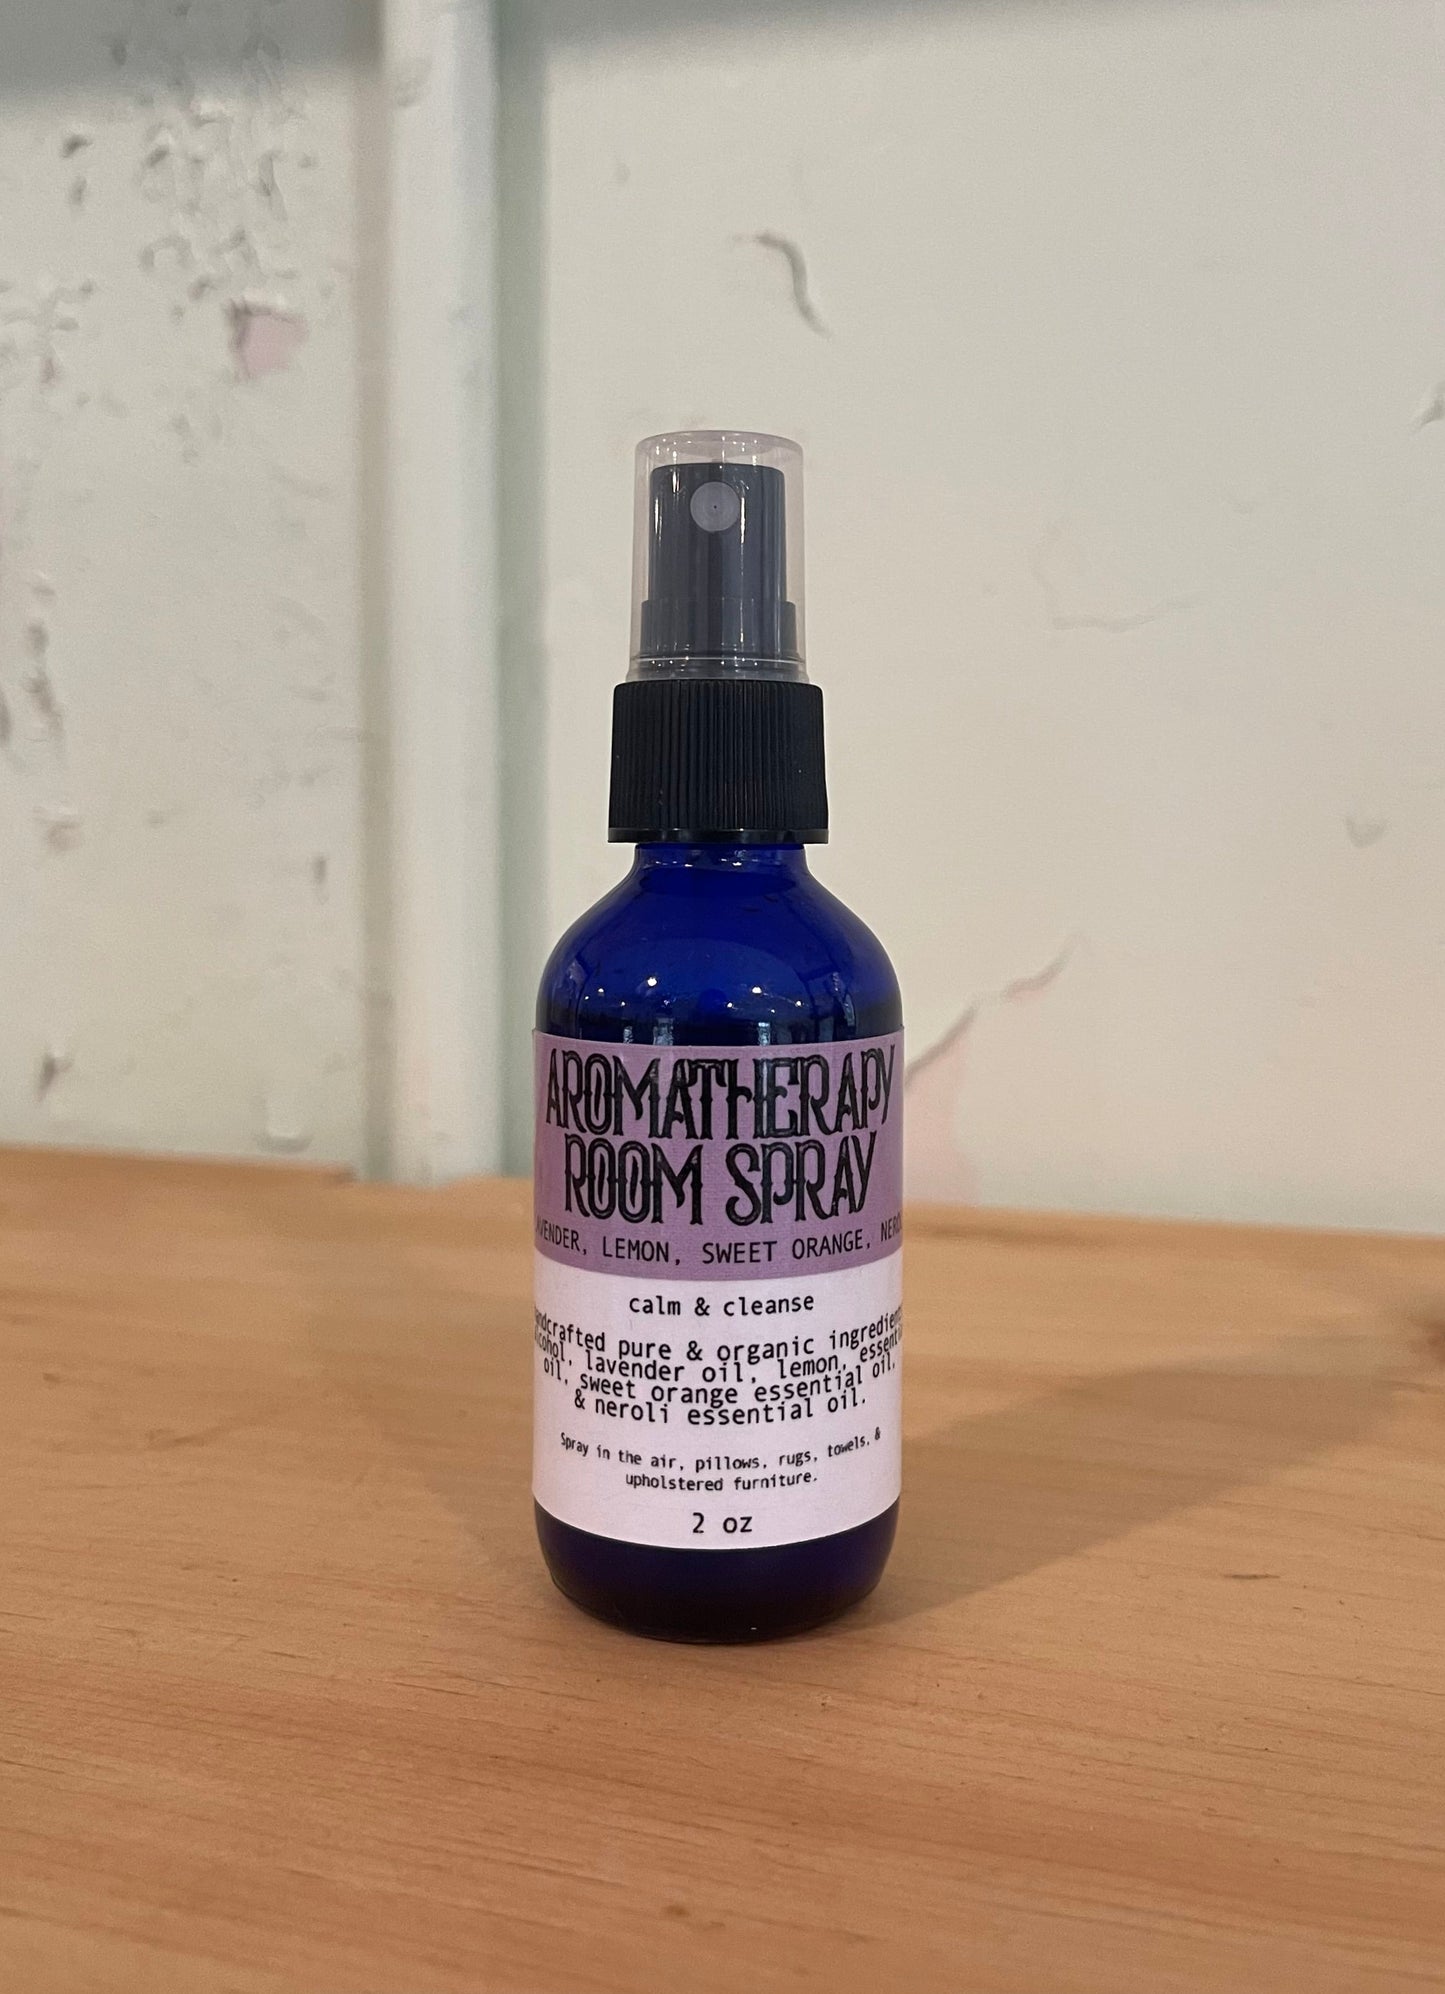 AROMATHERAPY
ROOM SPRAY
LEMON, SWEET ORANGE,
calm & cleanse
pure & organic
lavender oil, lemon,
oil, sweet orange essential oil,
& neroli essential oil.
Spray in the air, pillows, rugs, towels, &
upholstered furniture.
2 oz